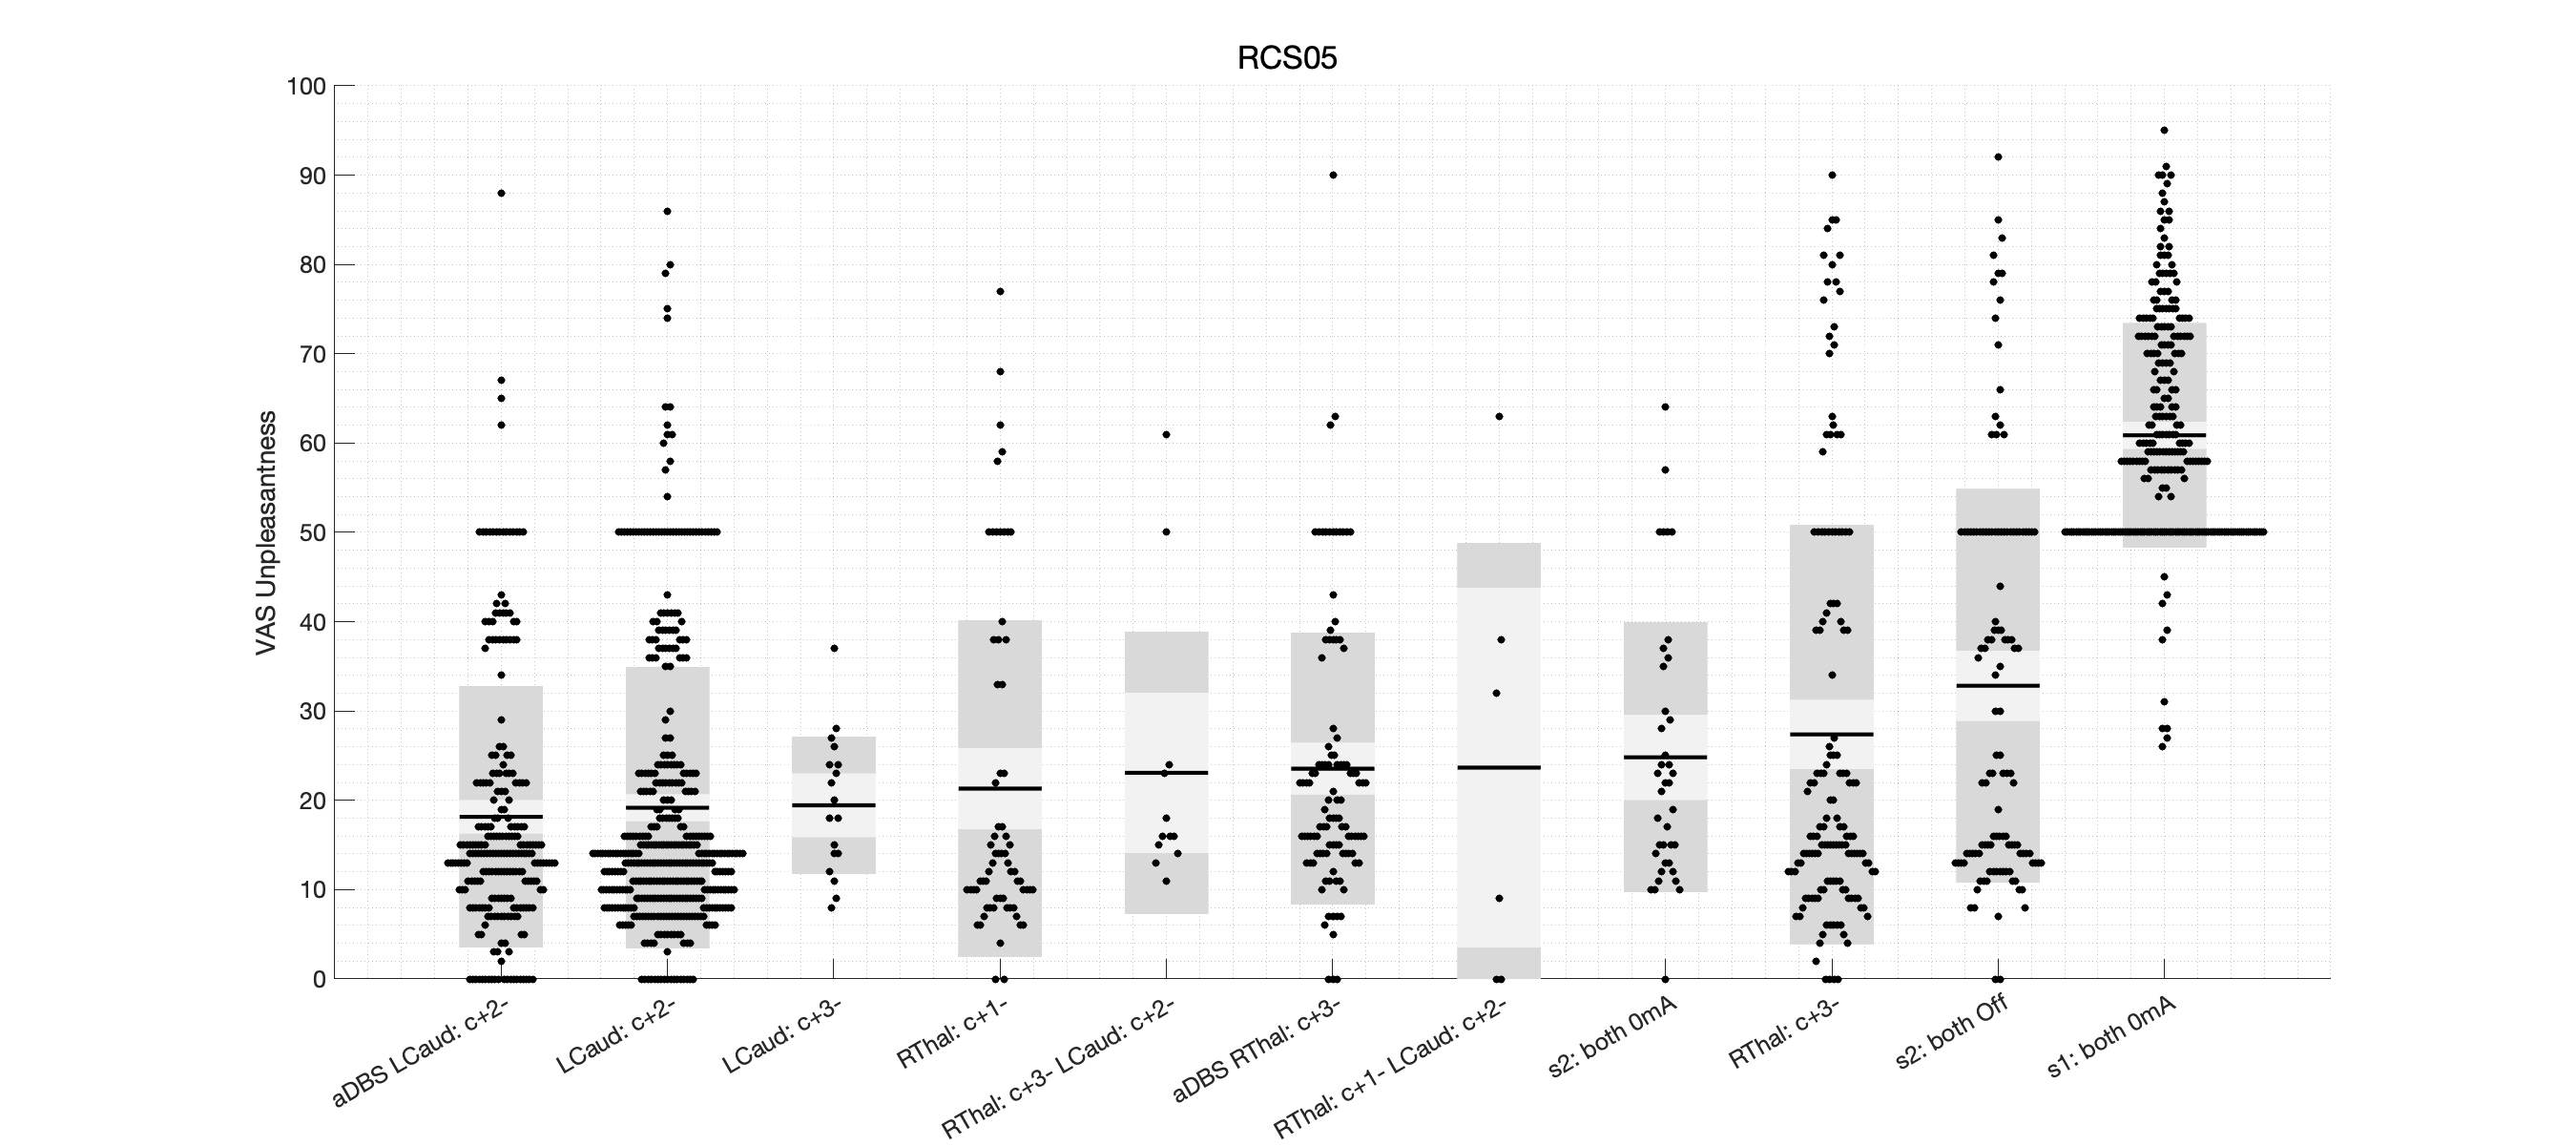 RCS05
VAS Unpleasantness
100
90
80
70
60
50
40
30
20
10
0
aDBS LCaud: c+2-
LCaud: c+2-
LCaud: c+3-
RThal: c+1-
RThal: c+3- LCaud: c+2-
aDBS RThal: c+3-
RThal: c+1- LCaud: c+2-
s2: both 0mA
RThal: c+3-
s2: both Off
s1: both 0mA